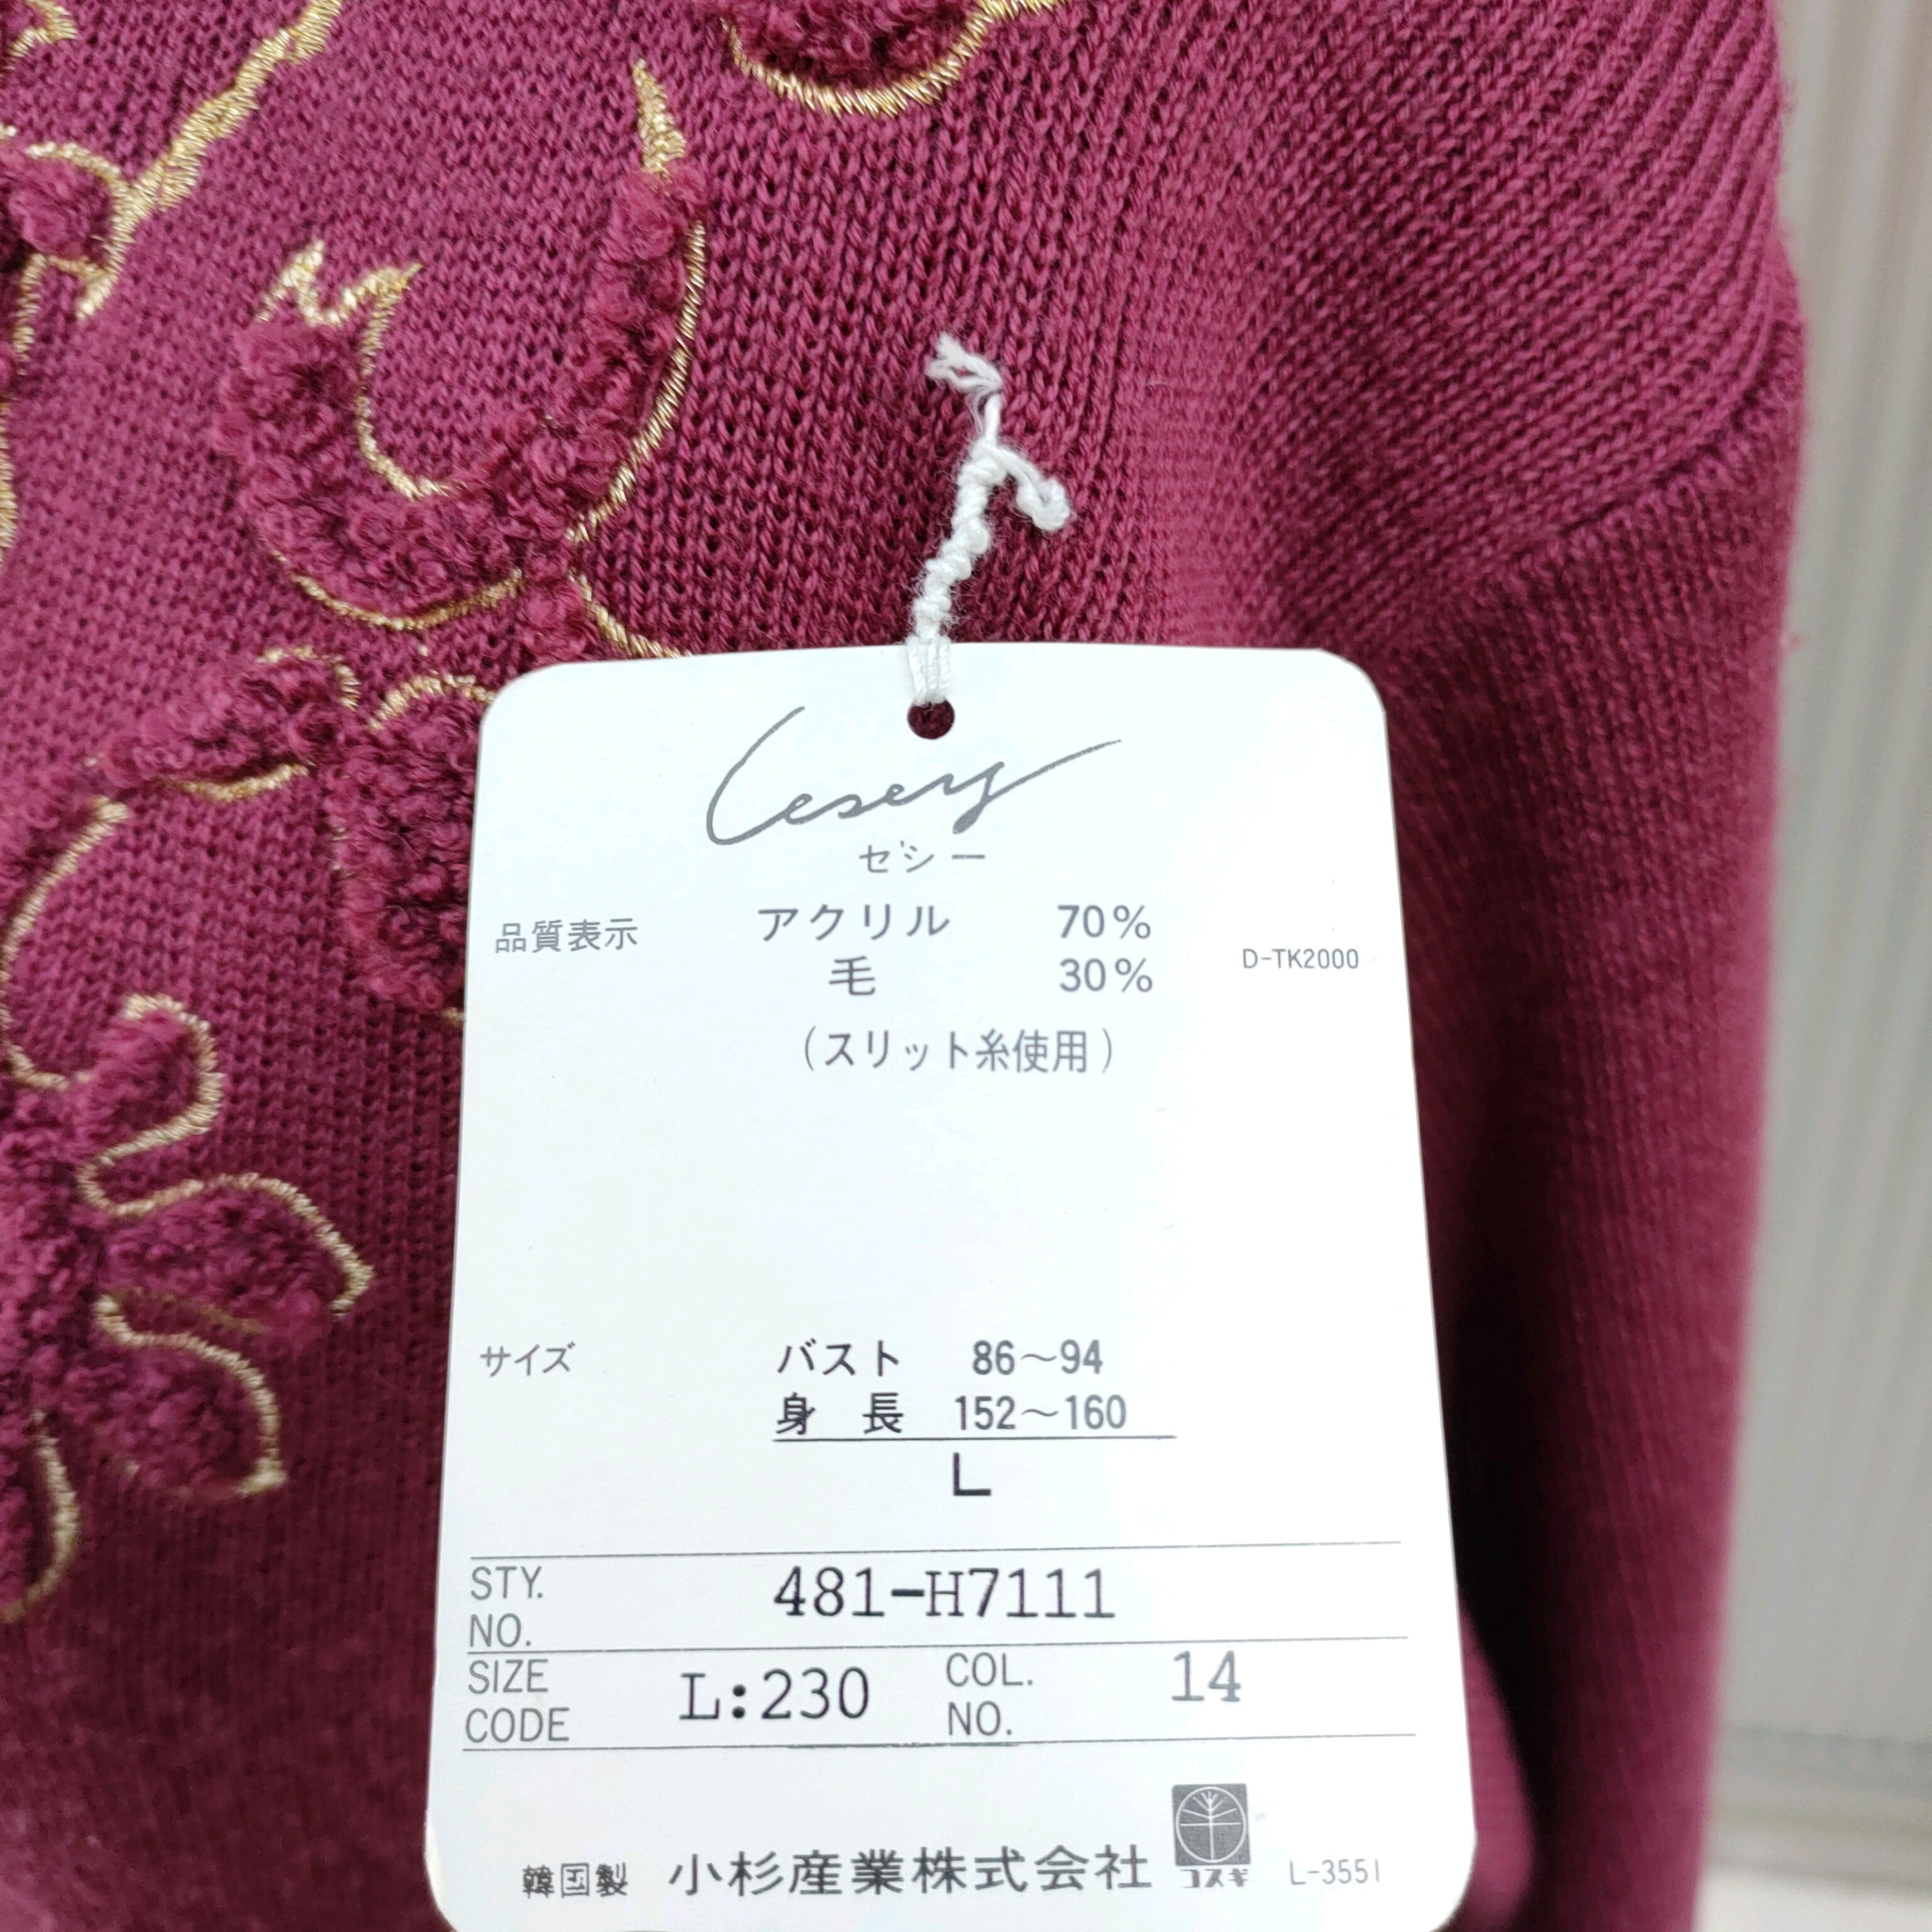 Cesery
セシー
品質表示 アクリル 70%
毛 30%
D-TK2000
(スリット糸使用)
サイズ バスト 86〜94
身 長 152〜160
L
STY. NO. 481-H7111
SIZE CODE L:230 COL. NO. 14
韓国製 小杉産業株式会社 コスギ L-3551